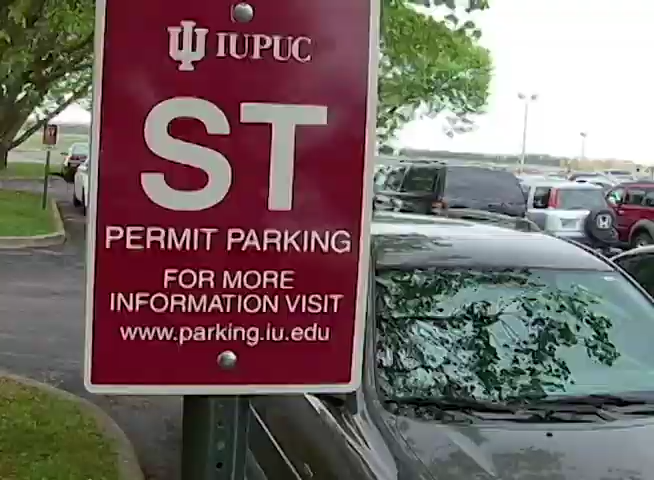 IUPUC
ST
PERMIT PARKING
FOR MORE
INFORMATION VISIT
www.parking.iu.edu